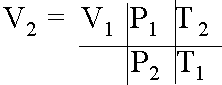 V₂ = V₁ P₁ T₂
P₂ T₁